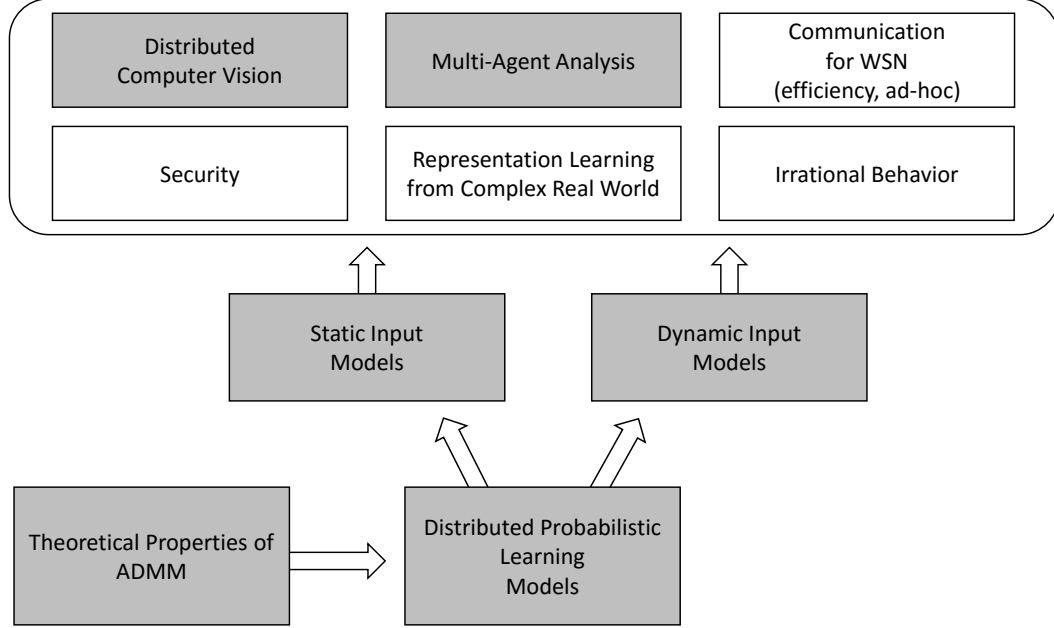 Distributed
Computer Vision
Multi-Agent Analysis
Communication
for WSN
(efficiency, ad-hoc)
Security
Representation Learning
from Complex Real World
Irrational Behavior
Static Input
Models
Dynamic Input
Models
Theoretical Properties of
ADMM
Distributed Probabilistic
Learning
Models